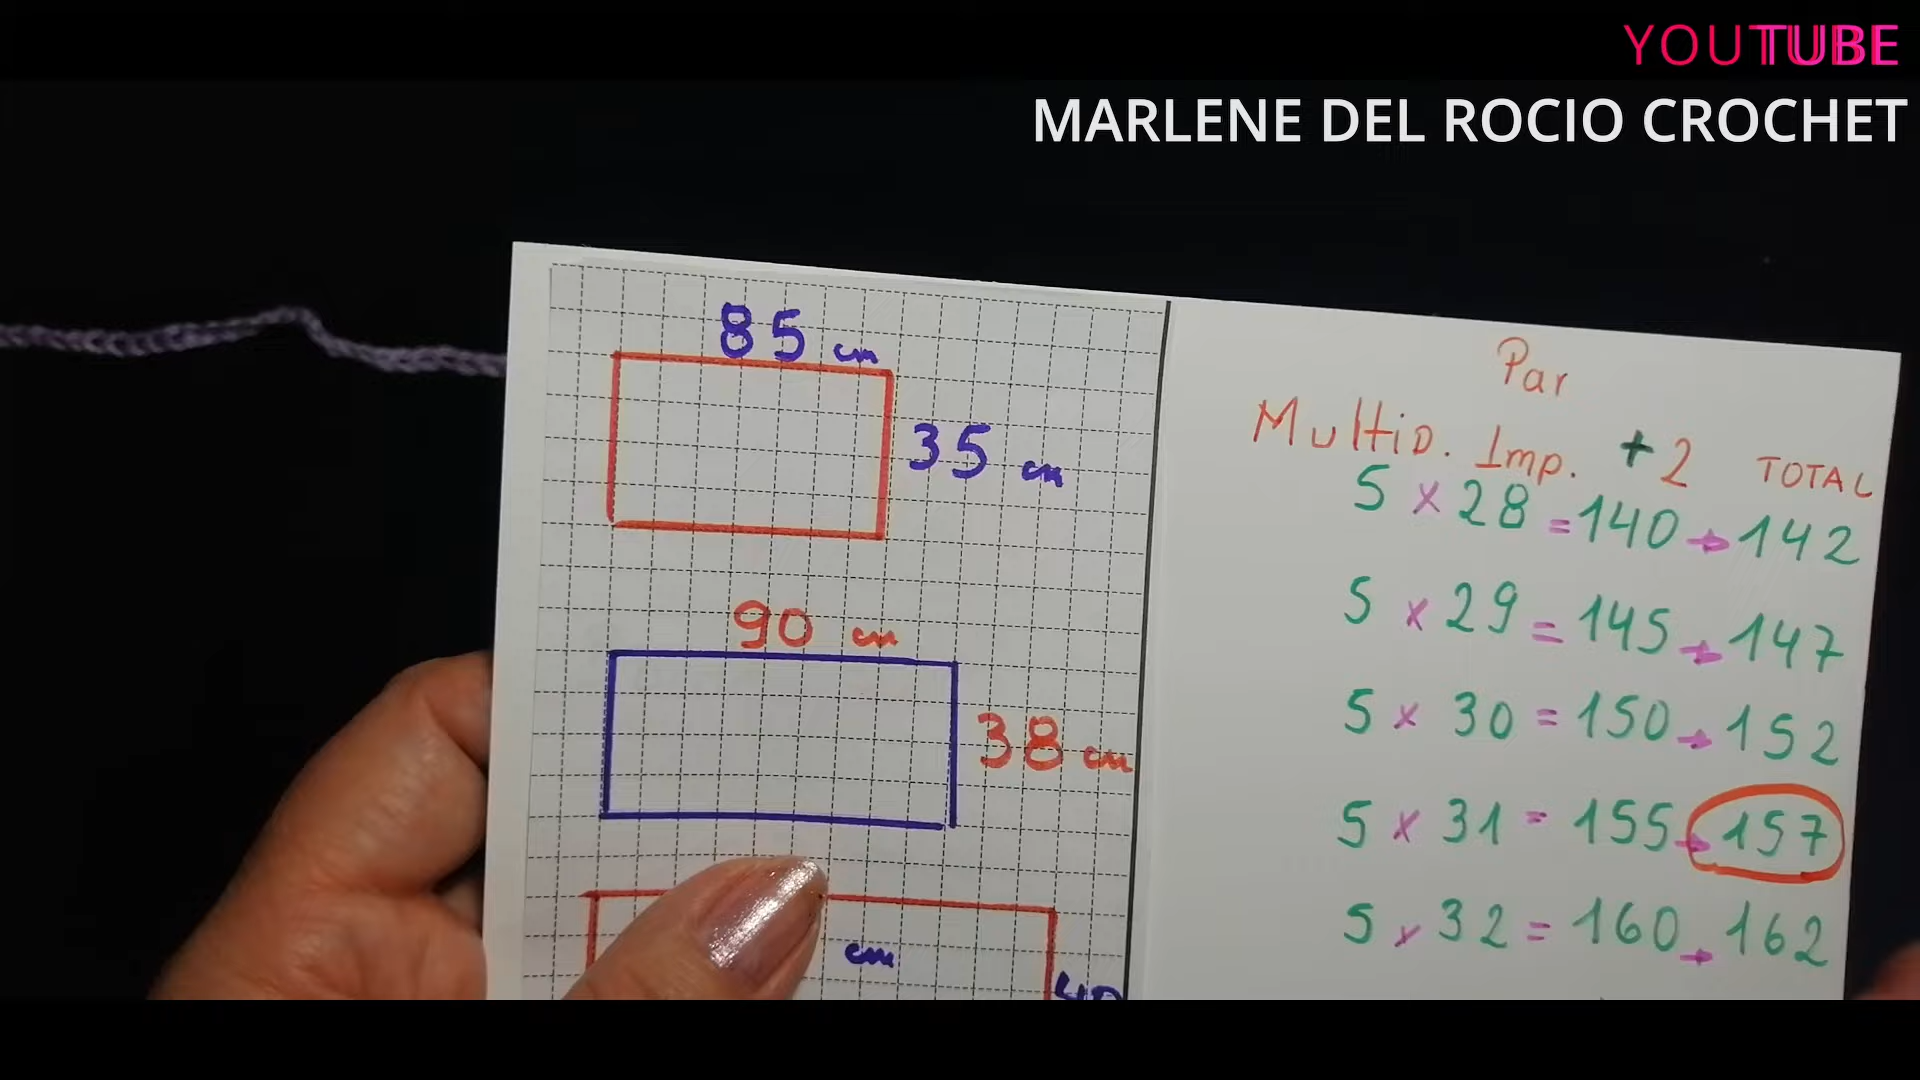 YOUTUBE
MARLENE DEL ROCIO CROCHET
85 cm
35 cm
90 cm
38 cm
cm
Par
Multip. Imp. + 2 TOTAL
5 x 28 = 140 → 142
5 x 29 = 145 → 147
5 x 30 = 150 → 152
5 x 31 = 155 → 157
5 x 32 = 160 → 162